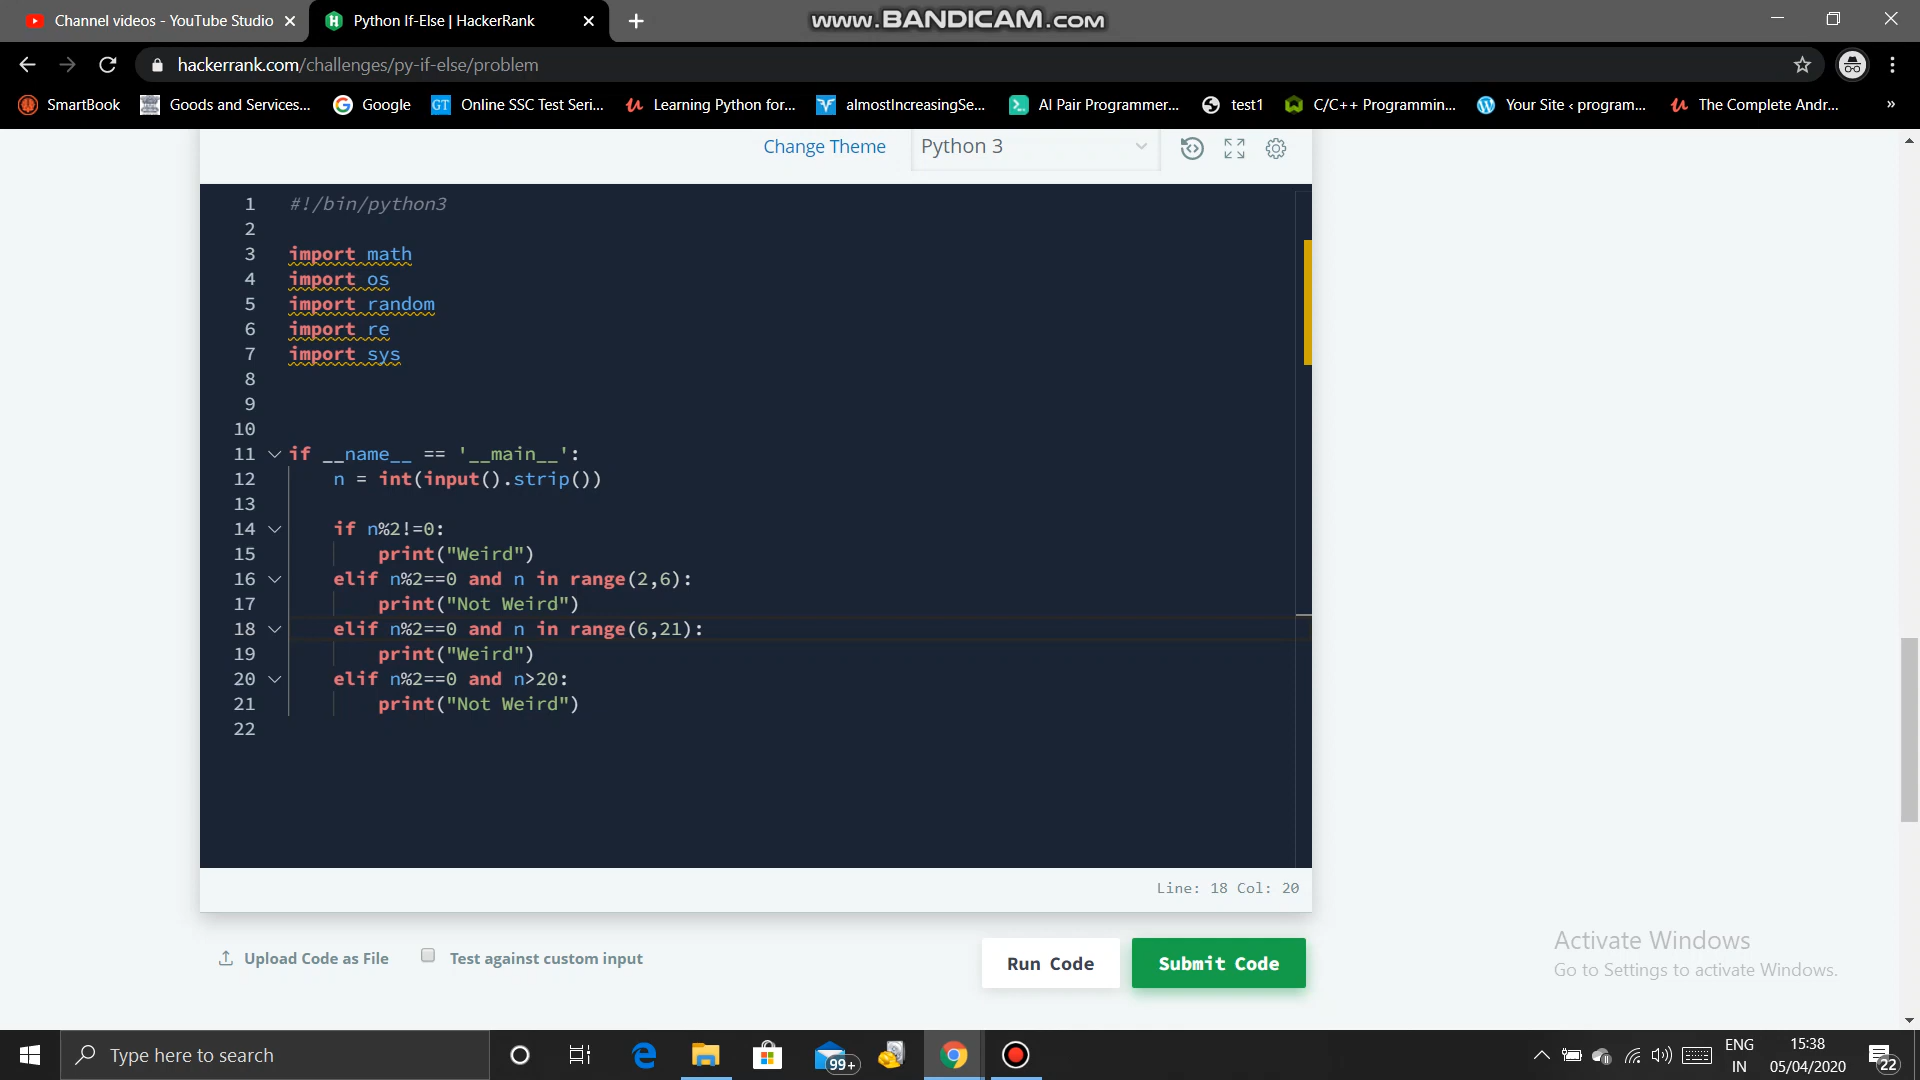 Channel videos - YouTube Studio
Python If-Else | HackerRank
www.BANDICAM.com
hackerrank.com/challenges/py-if-else/problem
SmartBook
Goods and Services...
Google
GT
Online SSC Test Seri...
Learning Python for...
almostIncreasingSe...
AI Pair Programmer...
test1
C/C++ Programmin...
Your Site ‹ program...
The Complete Andr...
»
Change Theme
Python 3
1 #!/bin/python3
2
3 import math
4 import os
5 import random
6 import re
7 import sys
8
9
10
11 if __name__ == '__main__':
12 n = int(input().strip())
13
14 if n%2!=0:
15 print("Weird")
16 elif n%2==0 and n in range(2,6):
17 print("Not Weird")
18 elif n%2==0 and n in range(6,21):
19 print("Weird")
20 elif n%2==0 and n>20:
21 print("Not Weird")
22
Line: 18 Col: 20
Upload Code as File
Test against custom input
Run Code
Submit Code
Activate Windows
Go to Settings to activate Windows.
Type here to search
99+
ENG
IN
15:38
05/04/2020
22